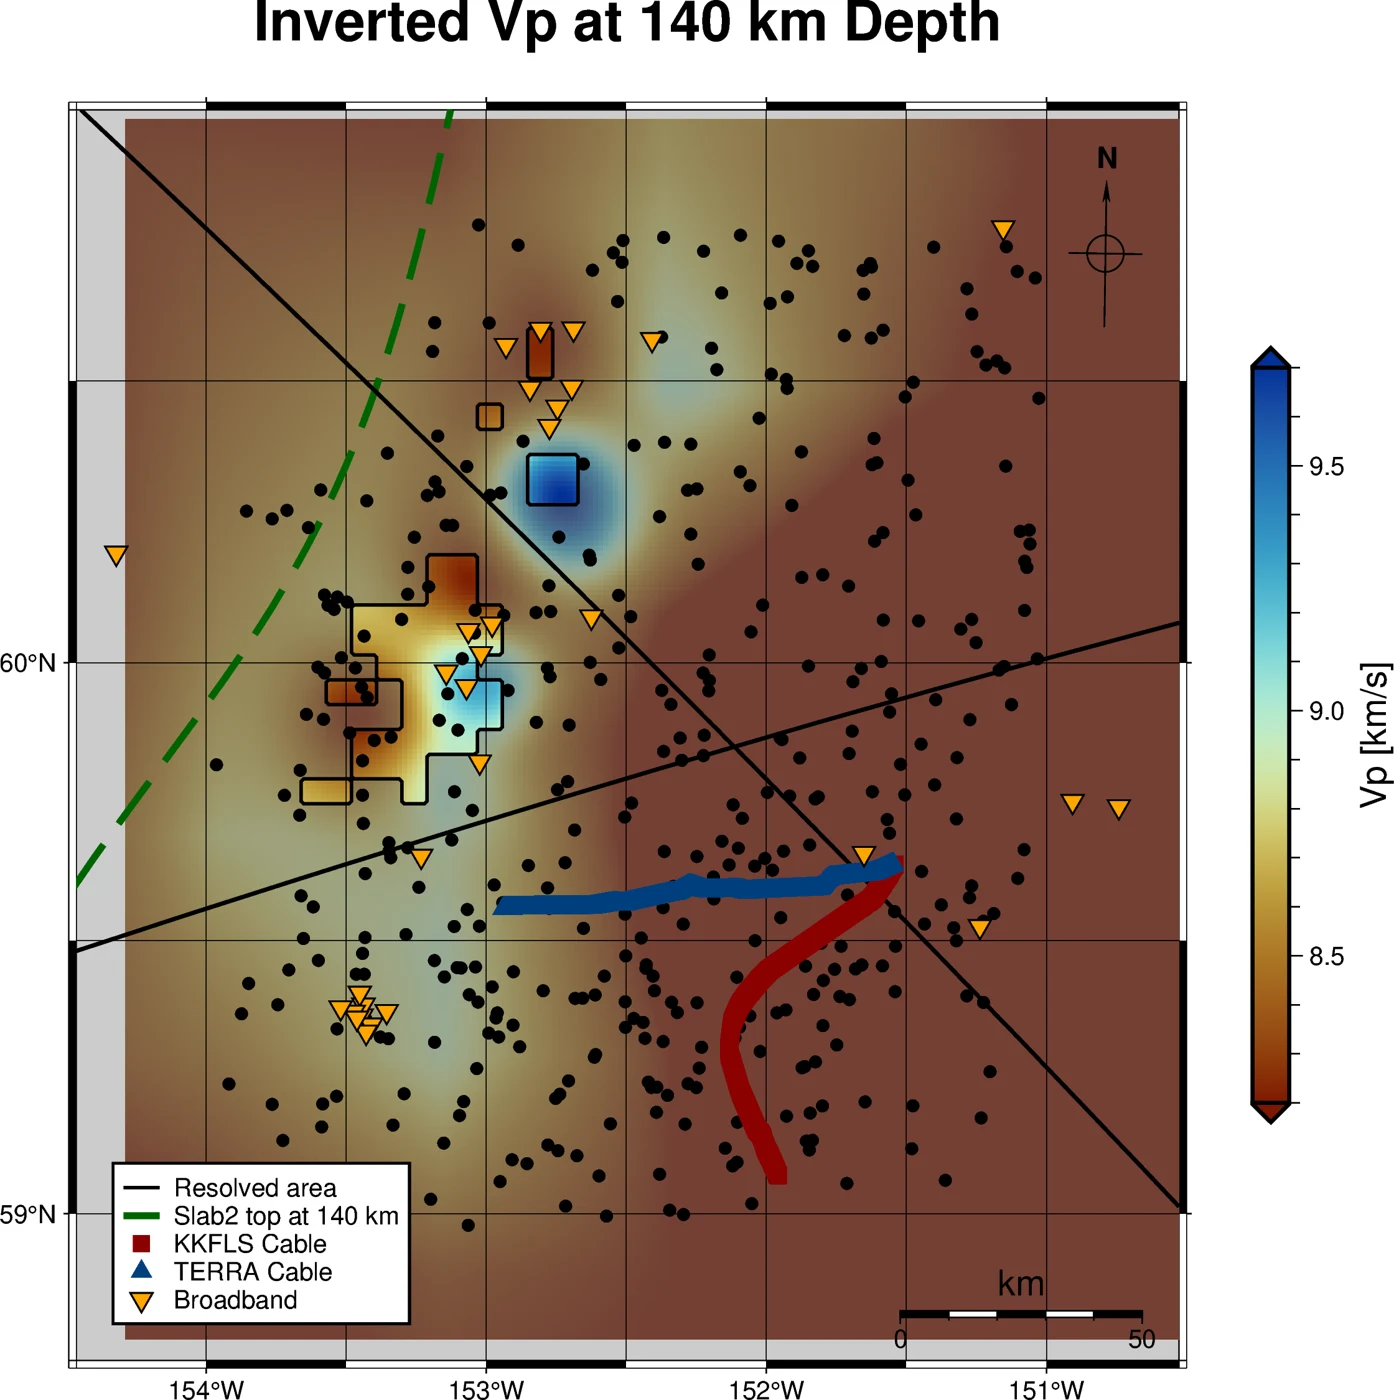 Inverted Vp at 140 km Depth
N
60°N
59°N
154°W
153°W
152°W
151°W
Resolved area
Slab2 top at 140 km
KKFLS Cable
TERRA Cable
Broadband
km
0
50
9.5
9.0
8.5
Vp [km/s]